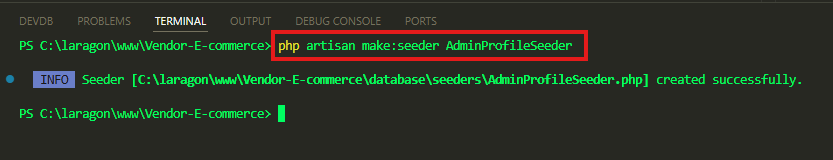 DEVDB PROBLEMS TERMINAL OUTPUT DEBUG CONSOLE PORTS
PS C:\laragon\www\Vendor-E-commerce> php artisan make:seeder AdminProfileSeeder
INFO Seeder [C:\laragon\www\Vendor-E-commerce\database\seeders\AdminProfileSeeder.php] created successfully.
PS C:\laragon\www\Vendor-E-commerce>